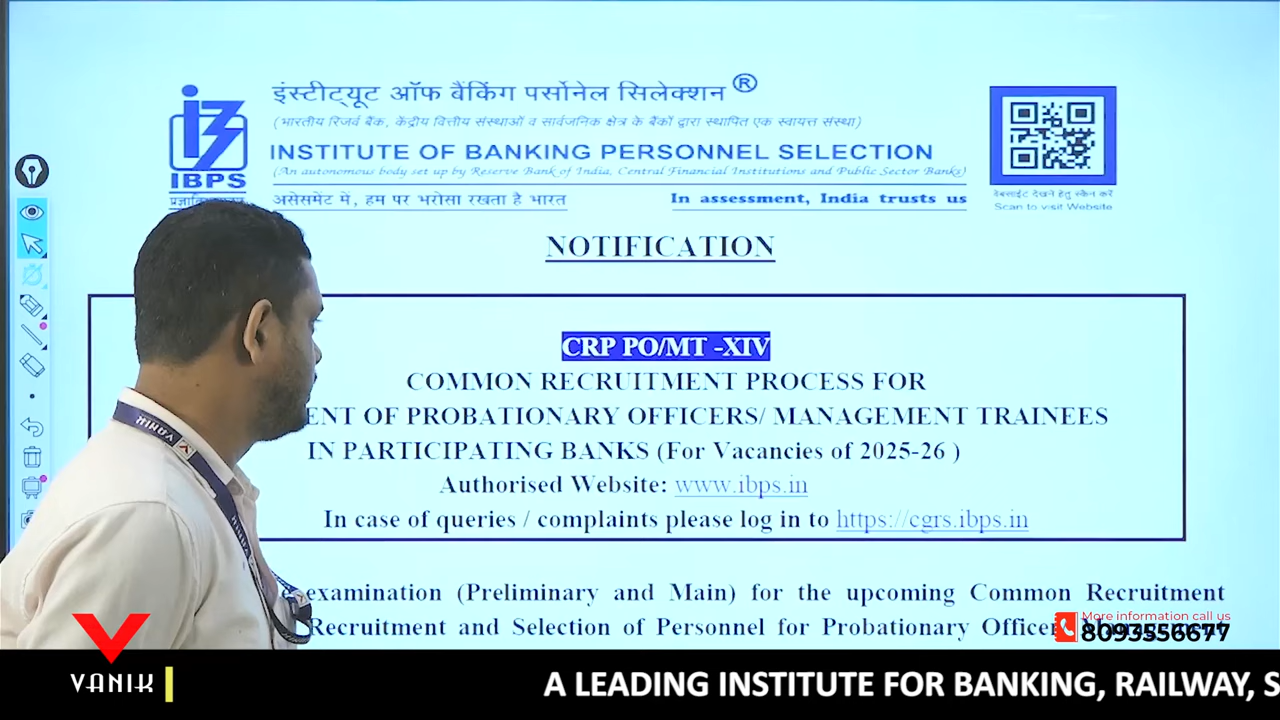 इंस्टीट्यूट ऑफ बैंकिंग पर्सोनेल सिलेक्शन ®
(भारतीय रिजर्व बैंक, केंद्रीय वित्तीय संस्थाओं व सार्वजनिक क्षेत्र के बैंकों द्वारा स्थापित एक स्वायत्त संस्था)
INSTITUTE OF BANKING PERSONNEL SELECTION
(An autonomous body set up by Reserve Bank of India, Central Financial Institutions and Public Sector Banks)
IBPS
असेसमेंट में, हम पर भरोसा रखता है भारत In assessment, India trusts us
वेबसाईट देखने हेतु स्कैन करें
Scan to visit Website
NOTIFICATION
CRP PO/MT -XIV
COMMON RECRUITMENT PROCESS FOR
ENT OF PROBATIONARY OFFICERS/ MANAGEMENT TRAINEES
IN PARTICIPATING BANKS (For Vacancies of 2025-26 )
Authorised Website: www.ibps.in
In case of queries / complaints please log in to https://cgrs.ibps.in
examination (Preliminary and Main) for the upcoming Common Recruitment
Recruitment and Selection of Personnel for Probationary Officer
More information call us
8093556677
VANIK
VANIK
A LEADING INSTITUTE FOR BANKING, RAILWAY, S